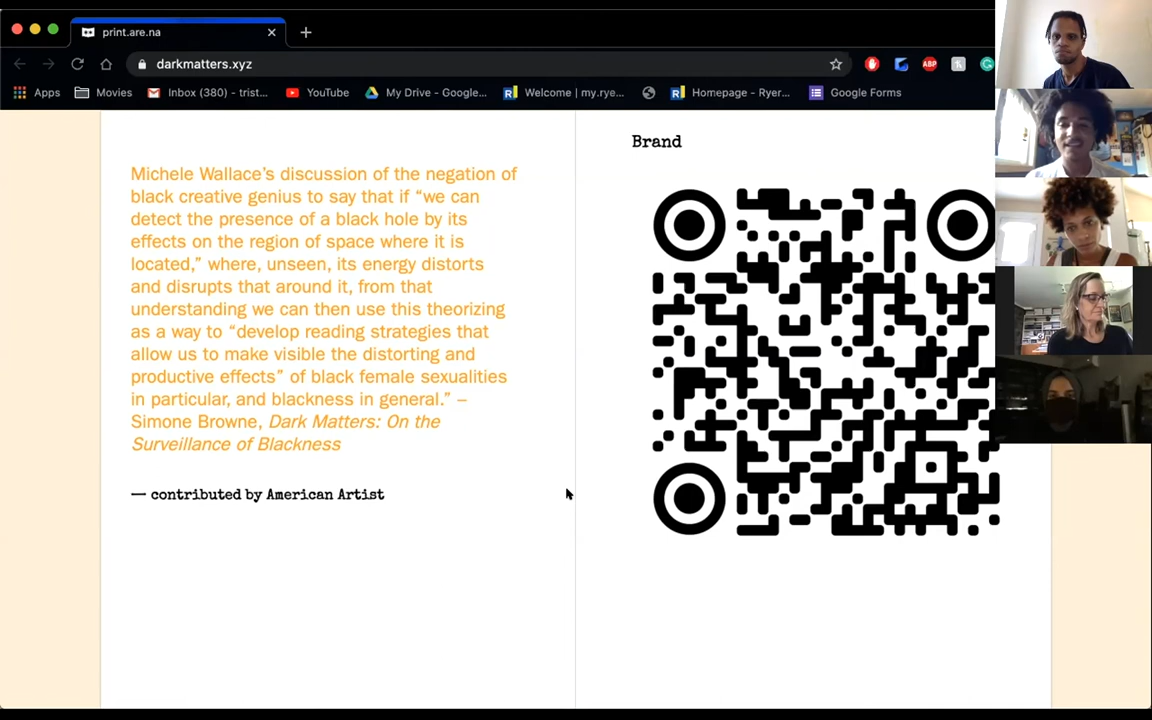 print.are.na
darkmatters.xyz
ABP
Apps
Movies
Inbox (380) – trist...
YouTube
My Drive - Google...
Welcome | my.rye...
Homepage - Ryer...
Google Forms
Michele Wallace's discussion of the negation of
black creative genius to say that if “we can
detect the presence of a black hole by its
effects on the region of space where it is
located,” where, unseen, its energy distorts
and disrupts that around it, from that
understanding we can then use this theorizing
as a way to “develop reading strategies that
allow us to make visible the distorting and
productive effects” of black female sexualities
in particular, and blackness in general.” –
Simone Browne, Dark Matters: On the
Surveillance of Blackness
— contributed by American Artist
Brand